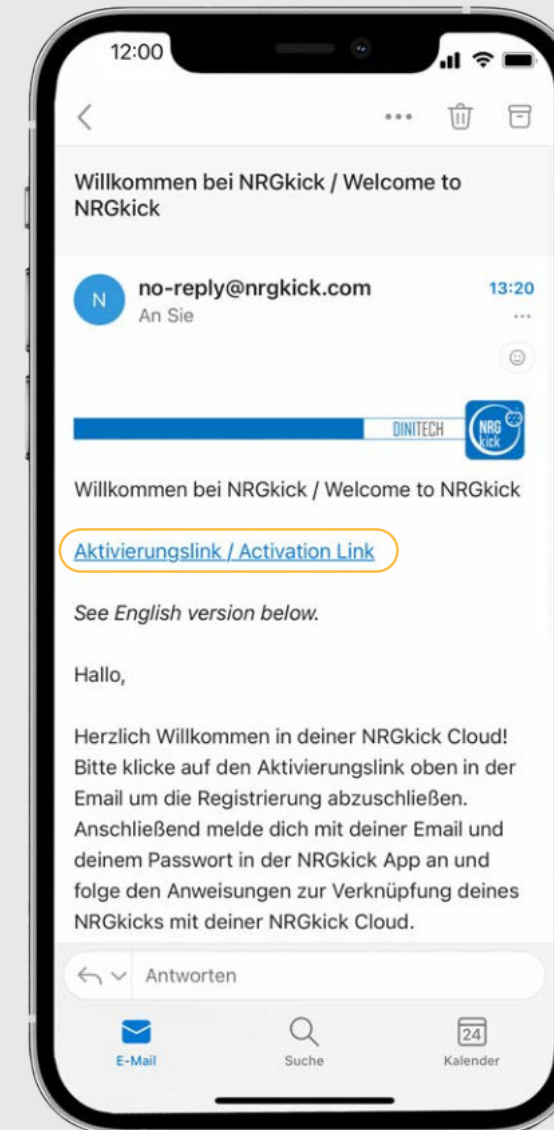 12:00
Willkommen bei NRGkick / Welcome to
NRGkick
N
no-reply@nrgkick.com
13:20
An Sie
DINITECH
NRG
kick
Willkommen bei NRGkick / Welcome to NRGkick
Aktivierungslink / Activation Link
See English version below.
Hallo,
Herzlich Willkommen in deiner NRGkick Cloud!
Bitte klicke auf den Aktivierungslink oben in der
Email um die Registrierung abzuschließen.
Anschließend melde dich mit deiner Email und
deinem Passwort in der NRGkick App an und
folge den Anweisungen zur Verknüpfung deines
NRGkicks mit deiner NRGkick Cloud.
Antworten
24
E-Mail
Suche
Kalender